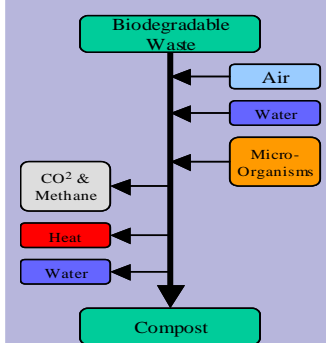 Biodegradable
Waste
Air
Water
Micro-
Organisms
CO² &
Methane
Heat
Water
Compost